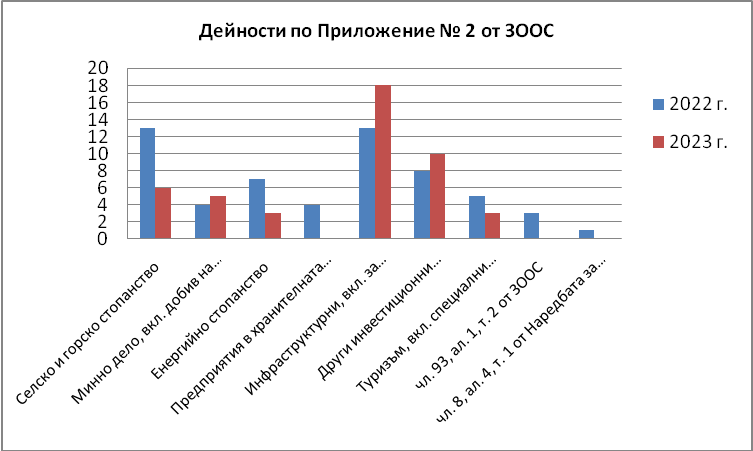 Дейности по Приложение № 2 от ЗООС
20
18
16
14
12
10
8
6
4
2
0
2022 г.
2023 г.
Селско и горско стопанство
Минно дело, вкл. добив на...
Енергийно стопанство
Предприятия в хранителната...
Инфраструктурни, вкл. за...
Други инвестиционни...
Туризъм, вкл. специални...
чл. 93, ал. 1, т. 2 от ЗООС
чл. 8, ал. 4, т. 1 от Наредбата за...